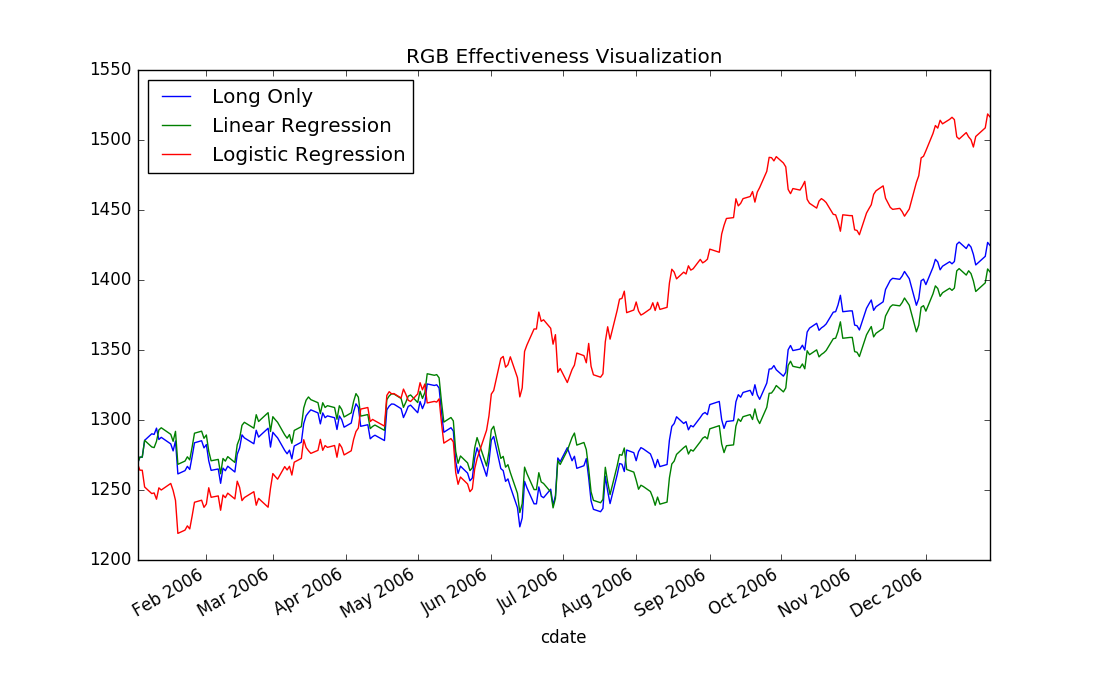 RGB Effectiveness Visualization
1550
1500
1450
1400
1350
1300
1250
1200
Long Only
Linear Regression
Logistic Regression
Feb 2006
Mar 2006
Apr 2006
May 2006
Jun 2006
Jul 2006
Aug 2006
Sep 2006
Oct 2006
Nov 2006
Dec 2006
cdate